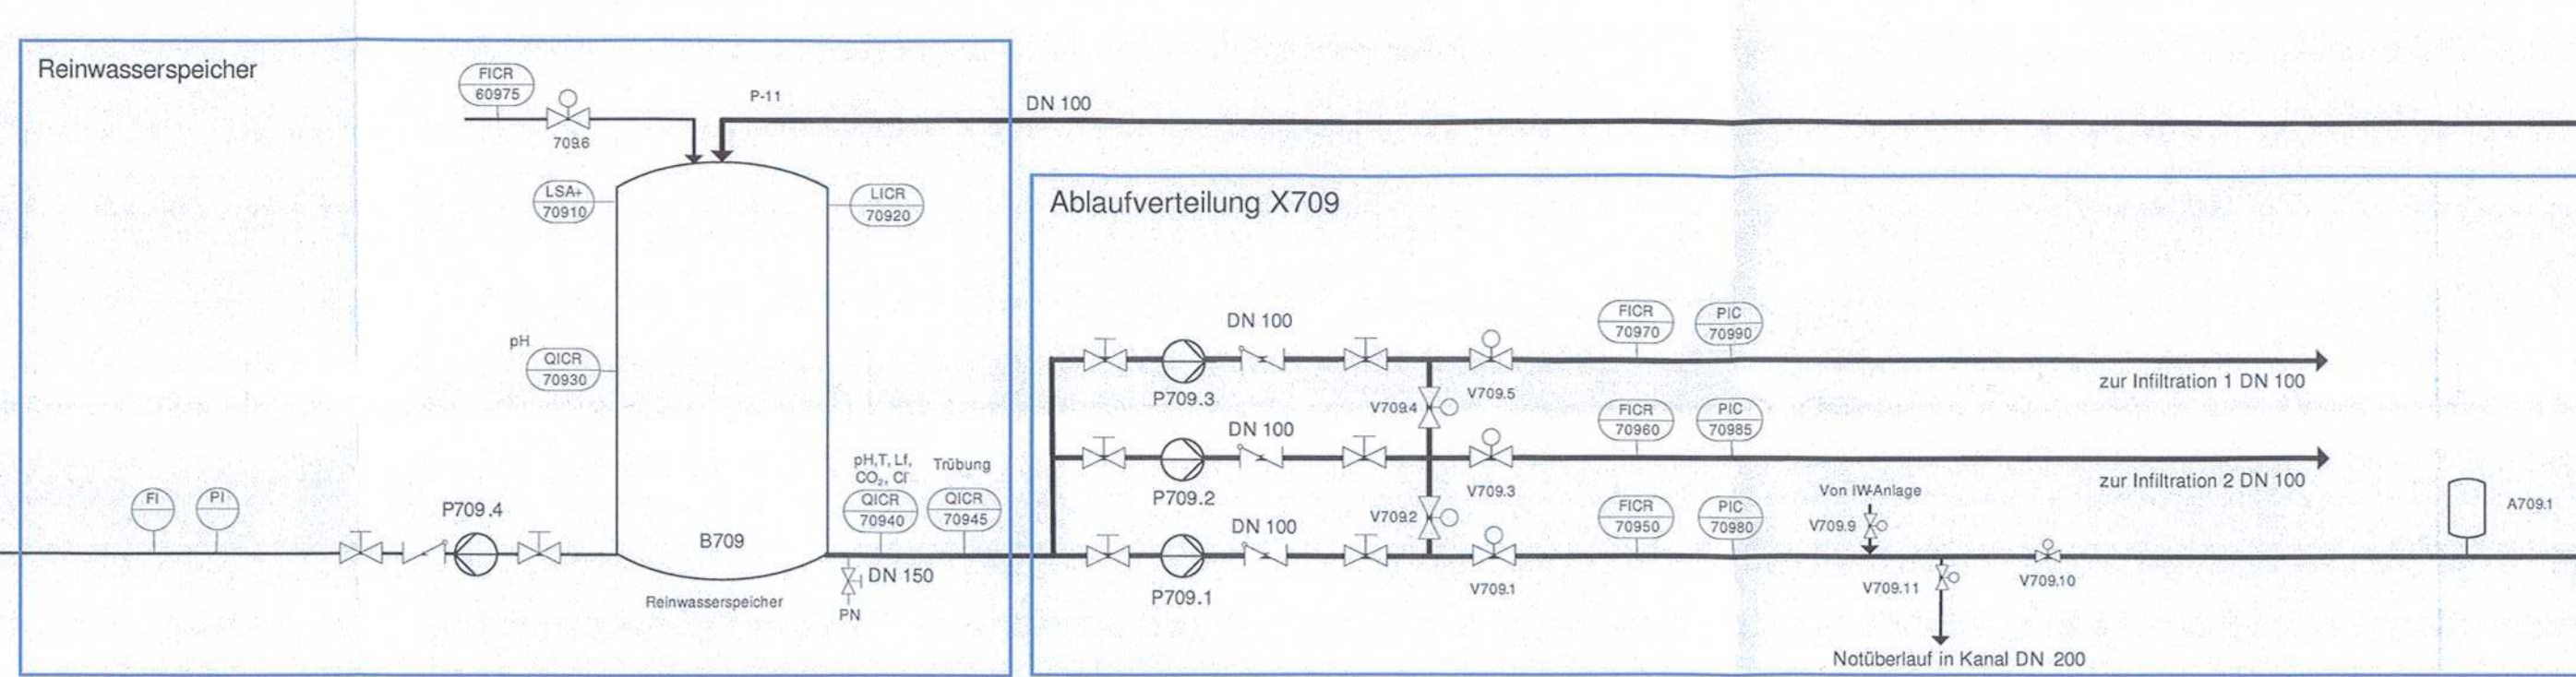 Reinwasserspeicher
FICR
60975
709.6
P-11
DN 100
LSA+
70910
LICR
70920
pH
QICR
70930
FI
PI
P709.4
B709
Reinwasserspeicher
pH,T, Lf,
CO₂, Cl⁻
QICR
70940
Trübung
QICR
70945
DN 150
PN
Ablaufverteilung X709
DN 100
P709.3
V709.4
V709.5
FICR
70970
PIC
70990
zur Infiltration 1 DN 100
DN 100
P709.2
V709.2
V709.3
FICR
70960
PIC
70985
zur Infiltration 2 DN 100
DN 100
P709.1
V709.1
FICR
70950
PIC
70980
Von IW-Anlage
V709.9
V709.11
V709.10
A709.1
Notüberlauf in Kanal DN 200